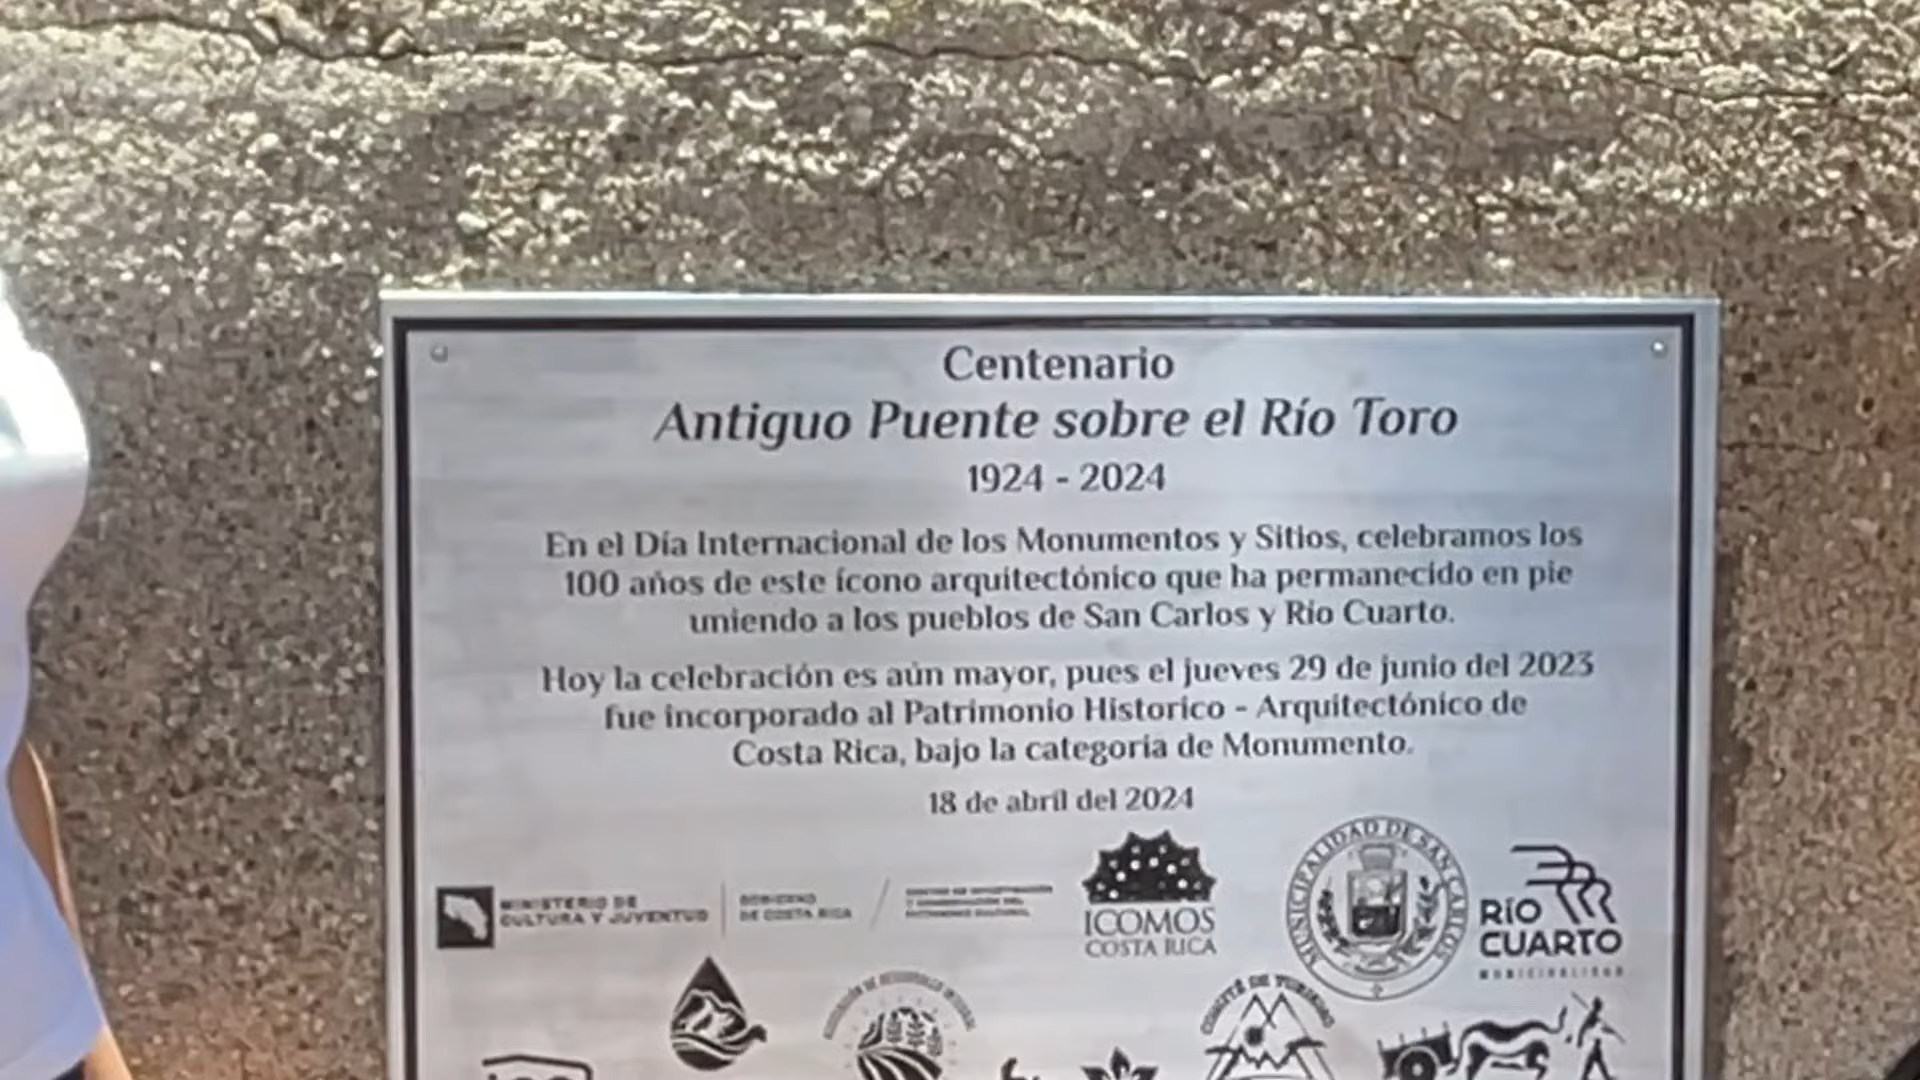 Centenario
Antiguo Puente sobre el Río Toro
1924 - 2024
En el Día Internacional de los Monumentos y Sitios, celebramos los
100 años de este ícono arquitectónico que ha permanecido en pie
uniendo a los pueblos de San Carlos y Río Cuarto.
Hoy la celebración es aún mayor, pues el jueves 29 de junio del 2023
fue incorporado al Patrimonio Historico - Arquitectónico de
Costa Rica, bajo la categoría de Monumento.
18 de abril del 2024
MINISTERIO DE
CULTURA Y JUVENTUD
GOBIERNO
DE COSTA RICA
ICOMOS
COSTA RICA
MUNICIPALIDAD DE SAN CARLOS
RÍO
CUARTO
MUNICIPALIDAD
COMITÉ DE TURISMO